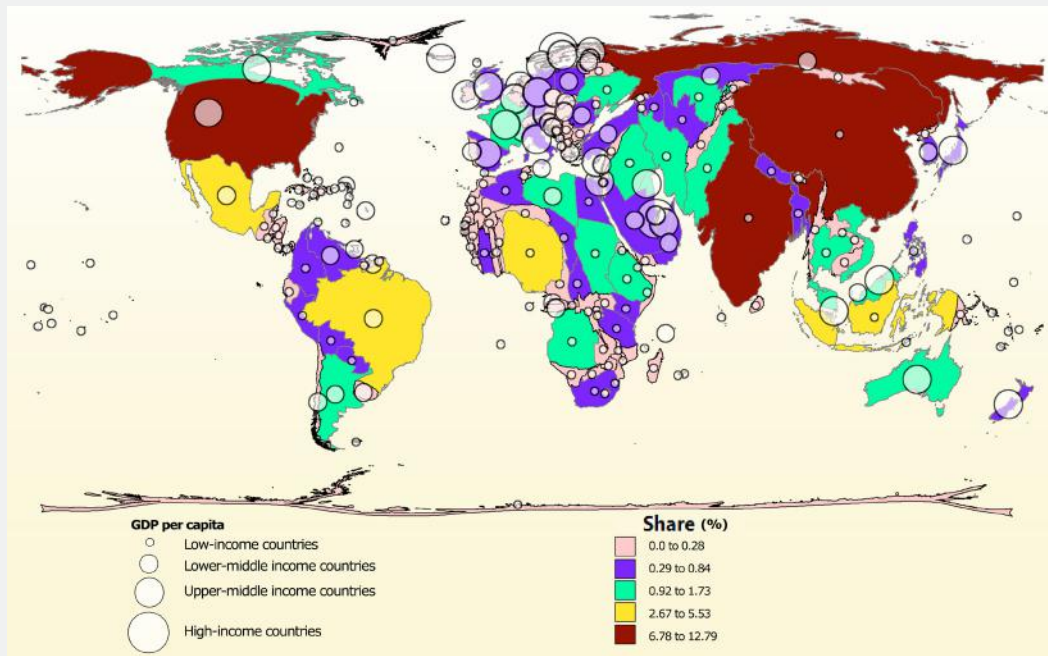 GDP per capita
Low-income countries
Lower-middle income countries
Upper-middle income countries
High-income countries
Share (%)
0.0 to 0.28
0.29 to 0.84
0.92 to 1.73
2.67 to 5.53
6.78 to 12.79